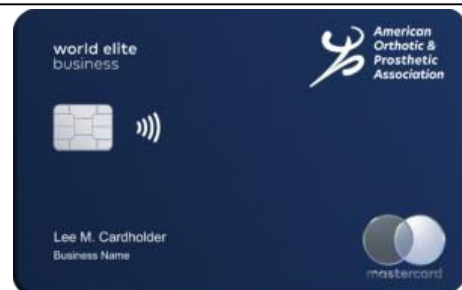 world elite
business
American
Orthotic &
Prosthetic
Association
Lee M. Cardholder
Business Name
mastercard